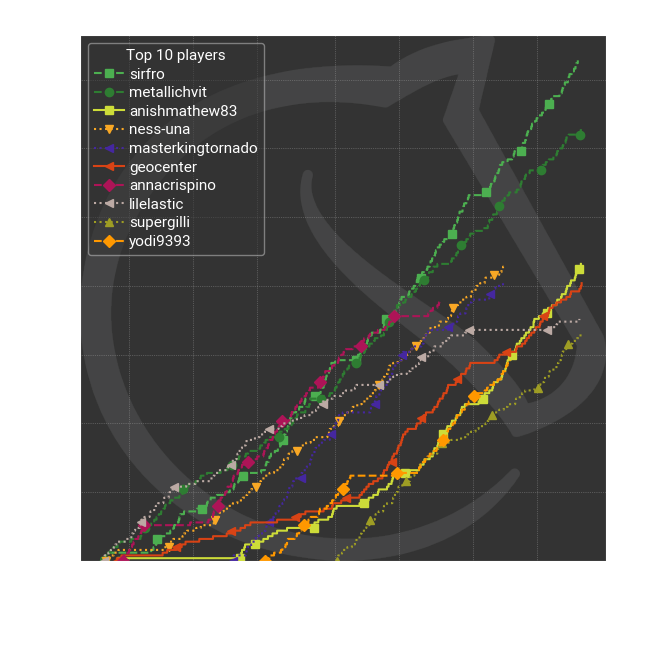 Top 10 players
sirfro
metallichvit
anishmathew83
ness-una
masterkingtornado
geocenter
annacrispino
lilelastic
supergilli
yodi9393